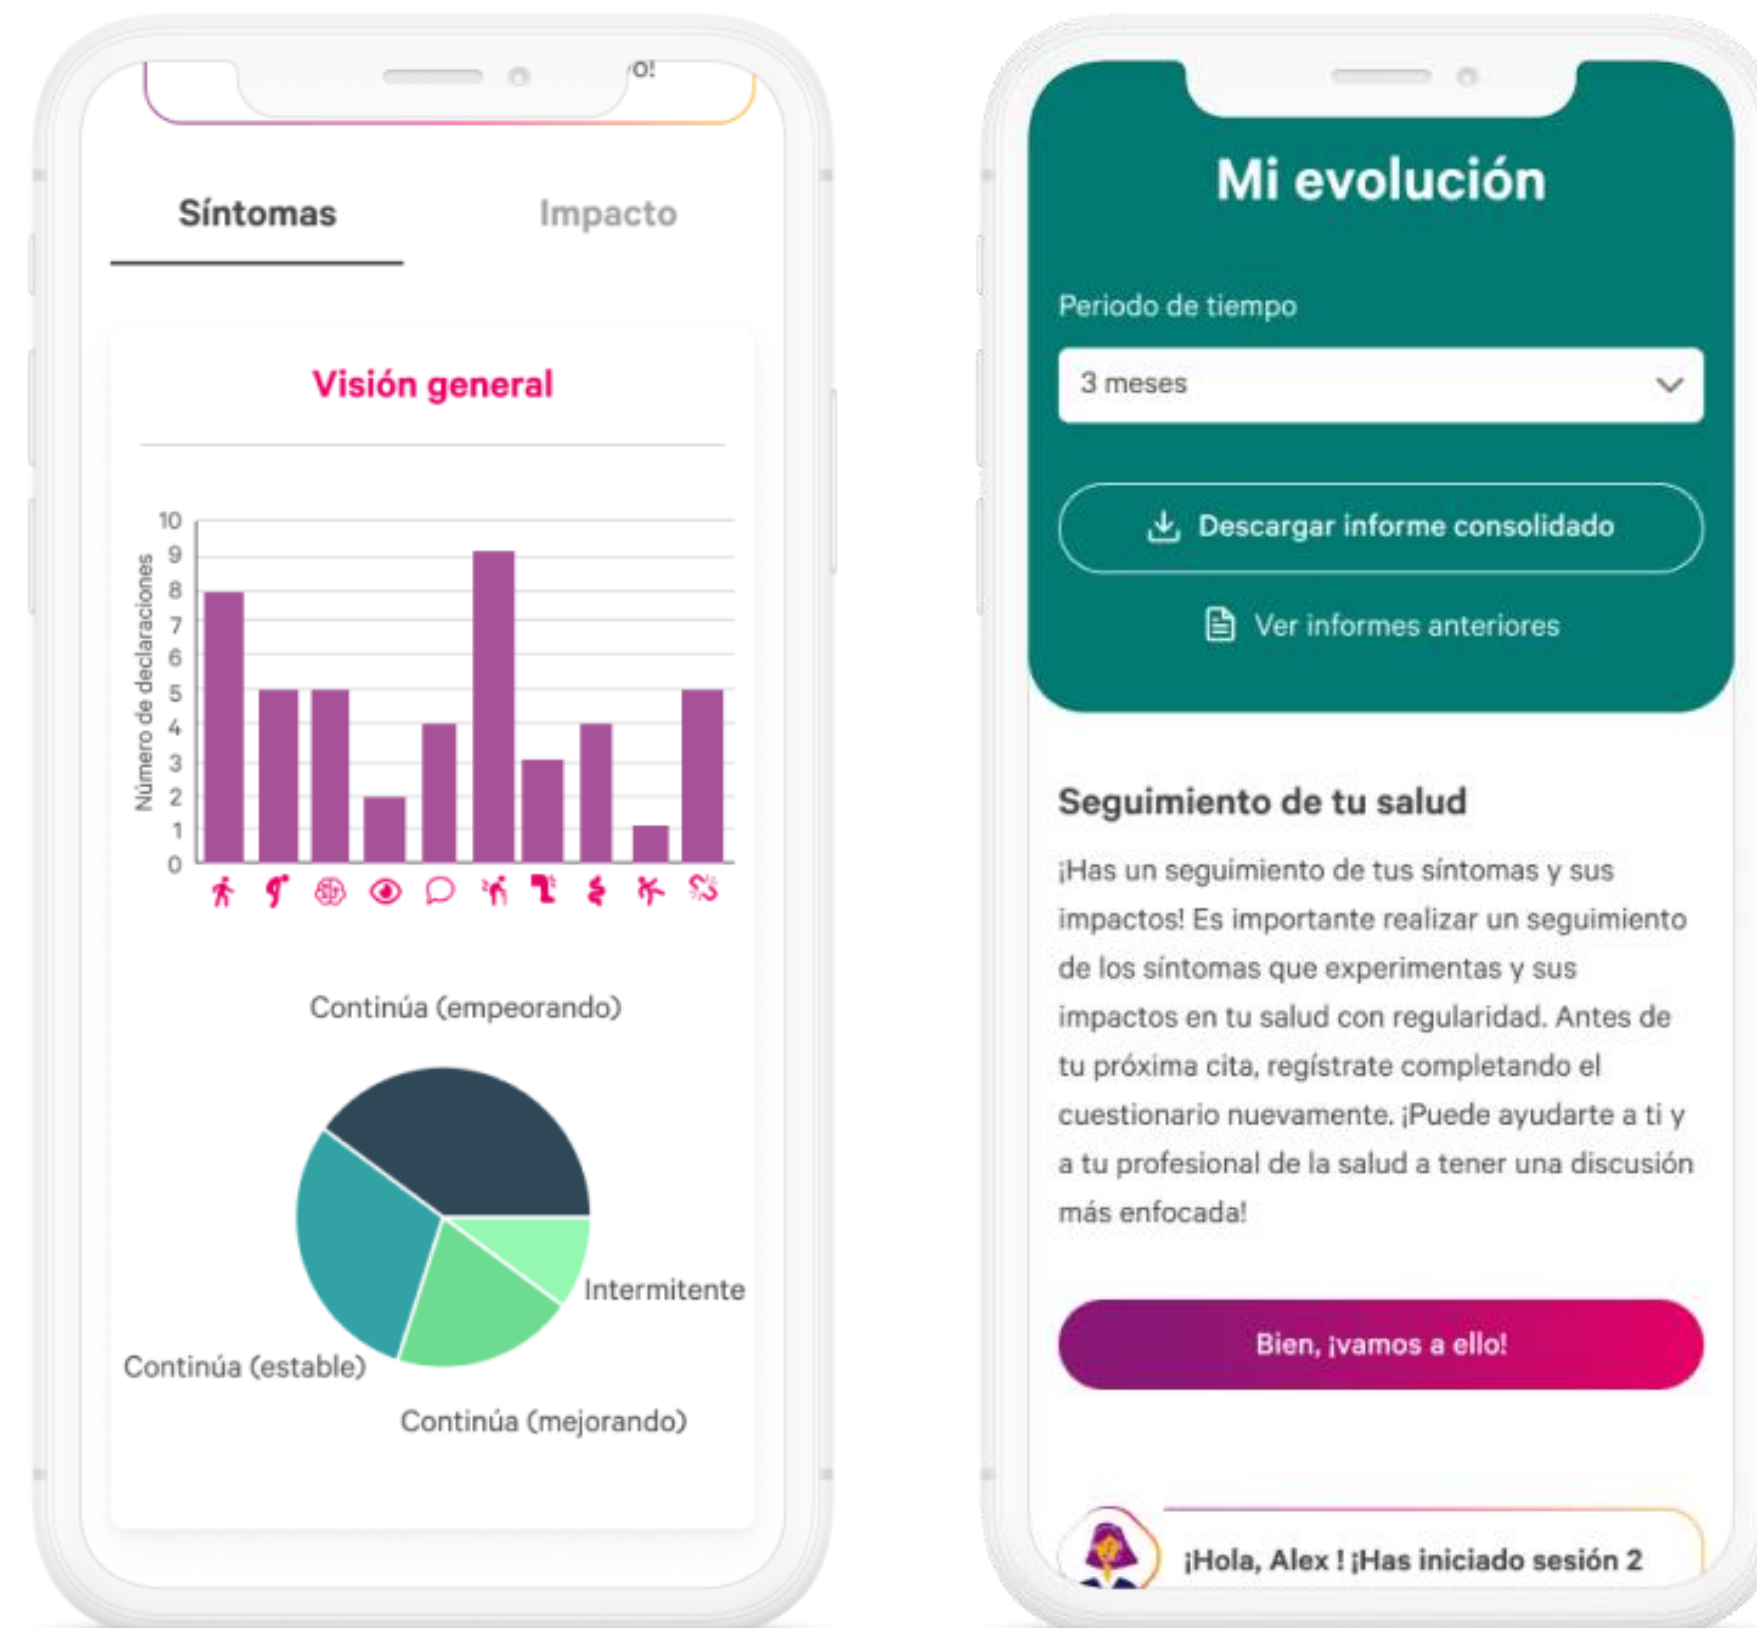 o!
Síntomas
Impacto
Visión general
Número de declaraciones
10
9
8
7
6
5
4
3
2
1
0
Continúa (empeorando)
Intermitente
Continúa (estable)
Continúa (mejorando)
Mi evolución
Periodo de tiempo
3 meses
Descargar informe consolidado
Ver informes anteriores
Seguimiento de tu salud
¡Has un seguimiento de tus síntomas y sus
impactos! Es importante realizar un seguimiento
de los síntomas que experimentas y sus
impactos en tu salud con regularidad. Antes de
tu próxima cita, regístrate completando el
cuestionario nuevamente. ¡Puede ayudarte a ti y
a tu profesional de la salud a tener una discusión
más enfocada!
Bien, ¡vamos a ello!
¡Hola, Alex ! ¡Has iniciado sesión 2